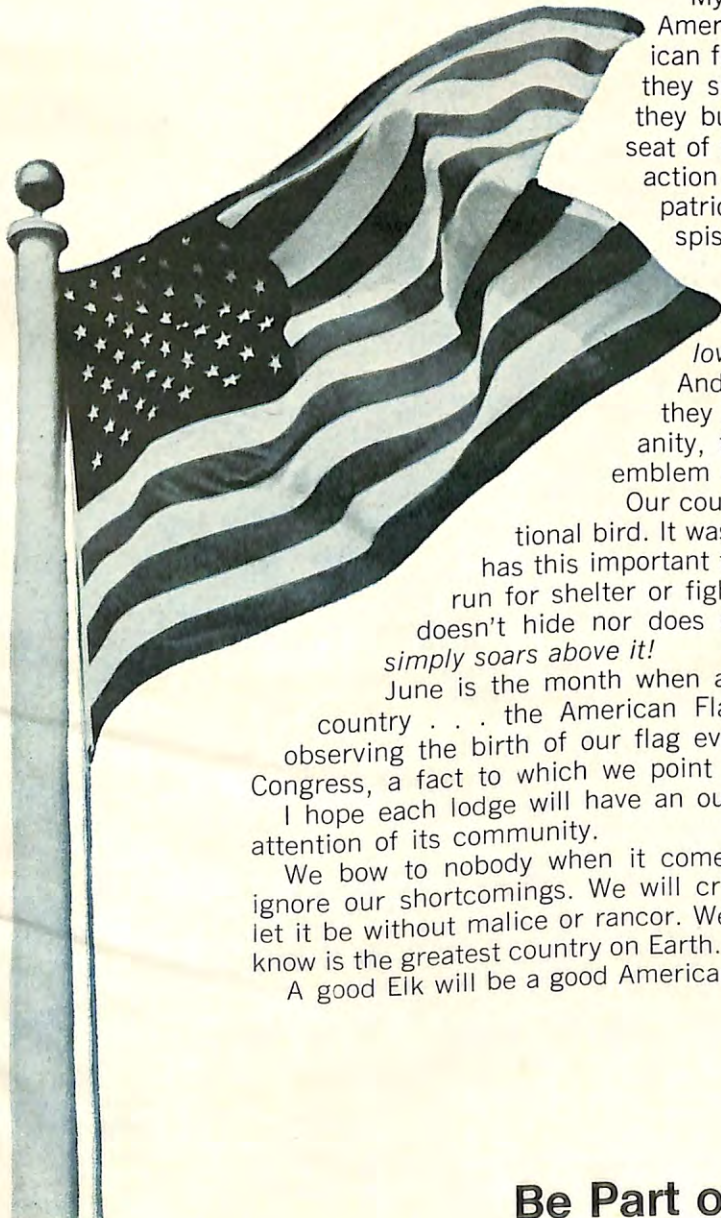 My
Amer
ican f
they s
they bu
seat of
action
patrio
spis
lov
And
they
anity,
emblem
Our cou
tional bird. It was
has this important
run for shelter or figh
doesn't hide nor does
simply soars above it!
June is the month when a
country . . . the American Fla
observing the birth of our flag ev
Congress, a fact to which we point
I hope each lodge will have an ou
attention of its community.
We bow to nobody when it come
ignore our shortcomings. We will cr
let it be without malice or rancor. We
know is the greatest country on Earth.
A good Elk will be a good America
Be Part o